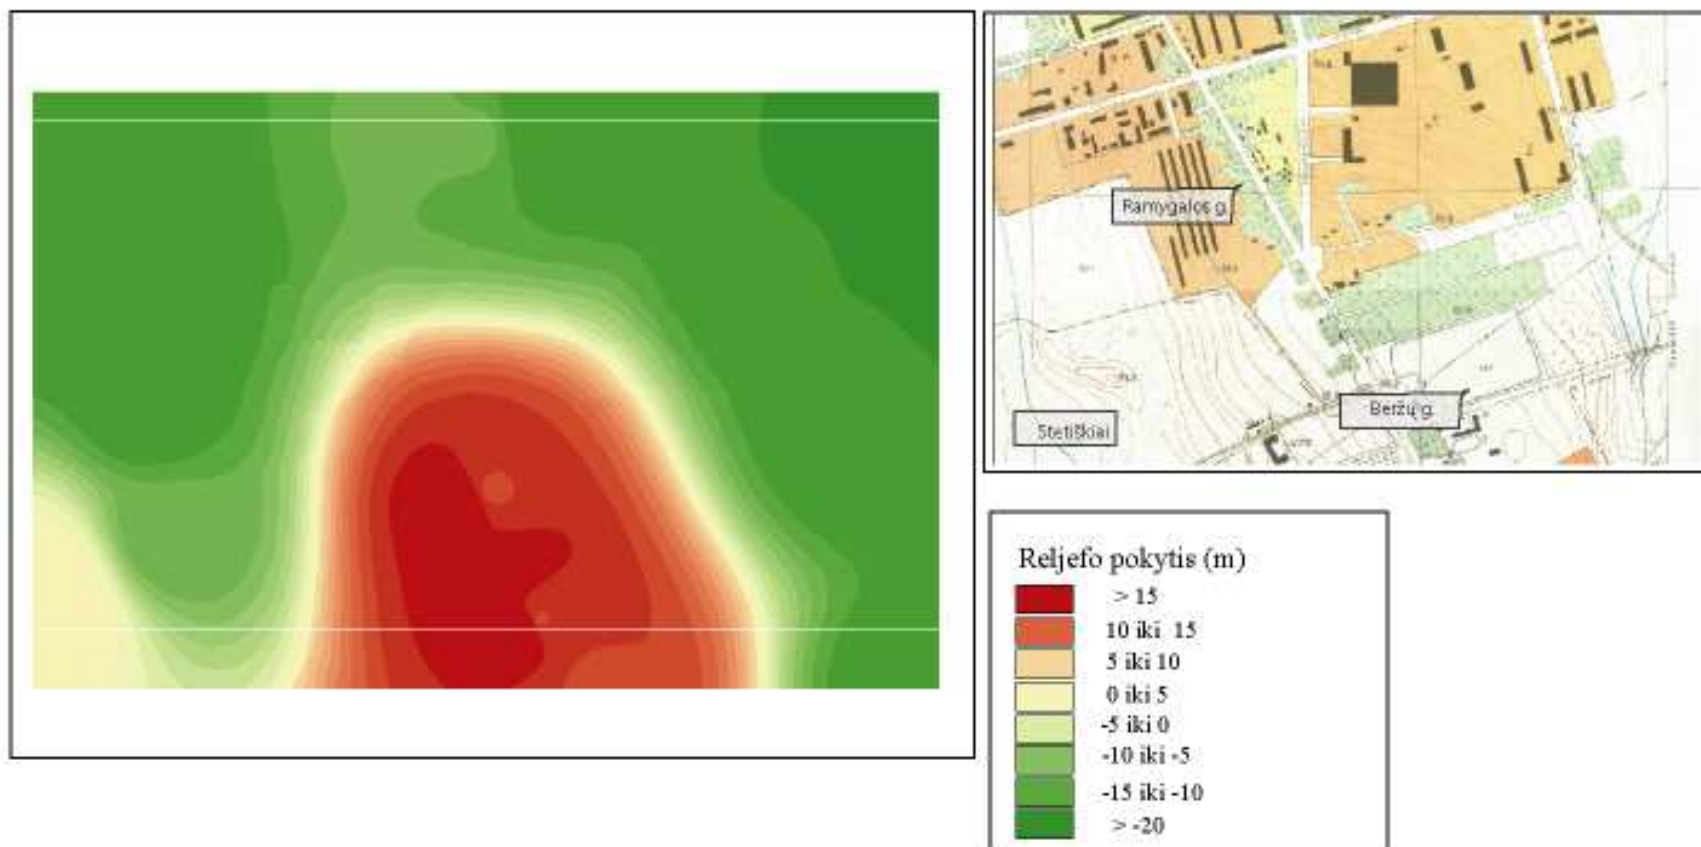 Ramygalos g.
Beržų g.
Stetiškiai
Reljefo pokytis (m)
> 15
10 iki 15
5 iki 10
0 iki 5
-5 iki 0
-10 iki -5
-15 iki -10
> -20